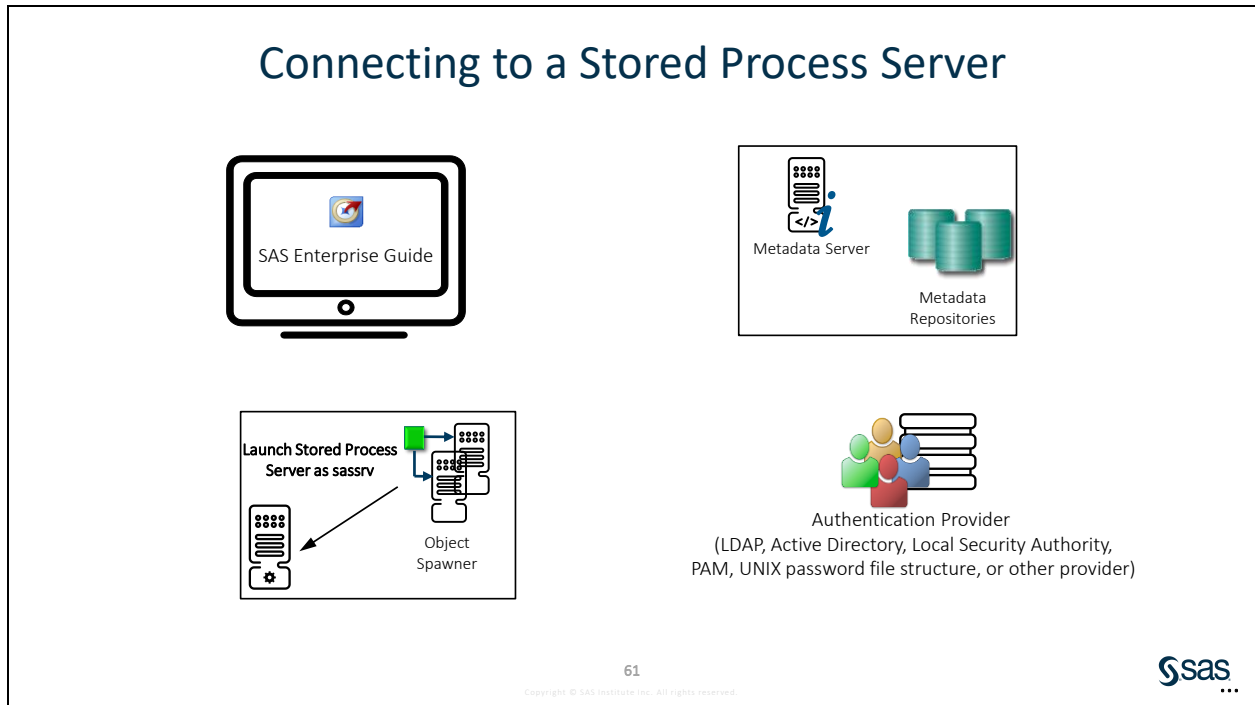 Connecting to a Stored Process Server
SAS Enterprise Guide
</>
i
Metadata Server
Metadata
Repositories
Launch Stored Process
Server as sassrv
Object
Spawner
Authentication Provider
(LDAP, Active Directory, Local Security Authority,
PAM, UNIX password file structure, or other provider)
61
Copyright © SAS Institute Inc. All rights reserved.
sas
...